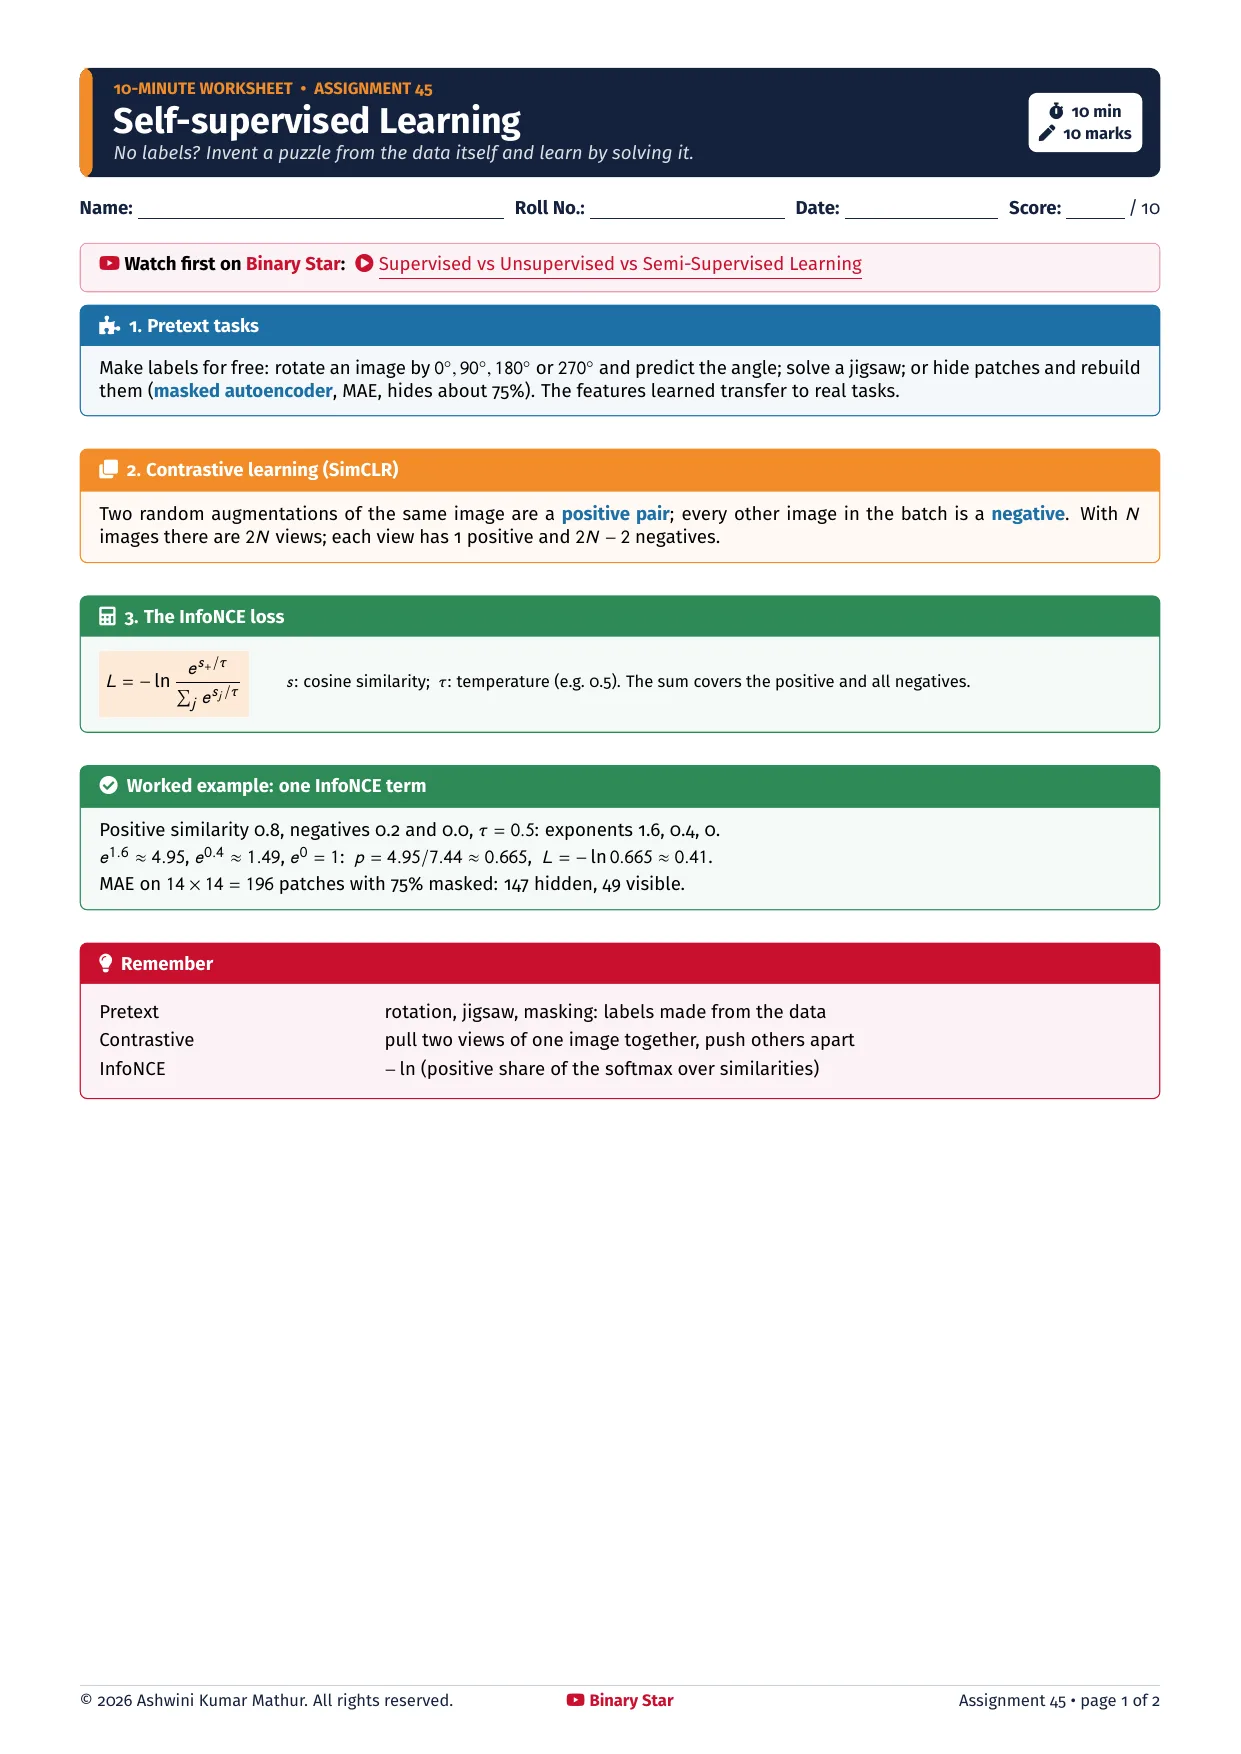 10-MINUTE WORKSHEET • ASSIGNMENT 45
Self-supervised Learning
No labels? Invent a puzzle from the data itself and learn by solving it.
10 min
10 marks
Name: Roll No.: Date: Score: / 10
Watch first on Binary Star: Supervised vs Unsupervised vs Semi-Supervised Learning
1. Pretext tasks
Make labels for free: rotate an image by 0°, 90°, 180° or 270° and predict the angle; solve a jigsaw; or hide patches and rebuild
them (masked autoencoder, MAE, hides about 75%). The features learned transfer to real tasks.
2. Contrastive learning (SimCLR)
Two random augmentations of the same image are a positive pair; every other image in the batch is a negative. With N
images there are 2N views; each view has 1 positive and 2N − 2 negatives.
3. The InfoNCE loss
L = − ln e^{s₊/τ} / ∑_j e^{s_j/τ} s: cosine similarity; τ: temperature (e.g. 0.5). The sum covers the positive and all negatives.
Worked example: one InfoNCE term
Positive similarity 0.8, negatives 0.2 and 0.0, τ = 0.5: exponents 1.6, 0.4, 0.
e^{1.6} ≈ 4.95, e^{0.4} ≈ 1.49, e^{0} = 1: p = 4.95/7.44 ≈ 0.665, L = − ln 0.665 ≈ 0.41.
MAE on 14 × 14 = 196 patches with 75% masked: 147 hidden, 49 visible.
Remember
Pretext rotation, jigsaw, masking: labels made from the data
Contrastive pull two views of one image together, push others apart
InfoNCE − ln (positive share of the softmax over similarities)
© 2026 Ashwini Kumar Mathur. All rights reserved. Binary Star Assignment 45 • page 1 of 2